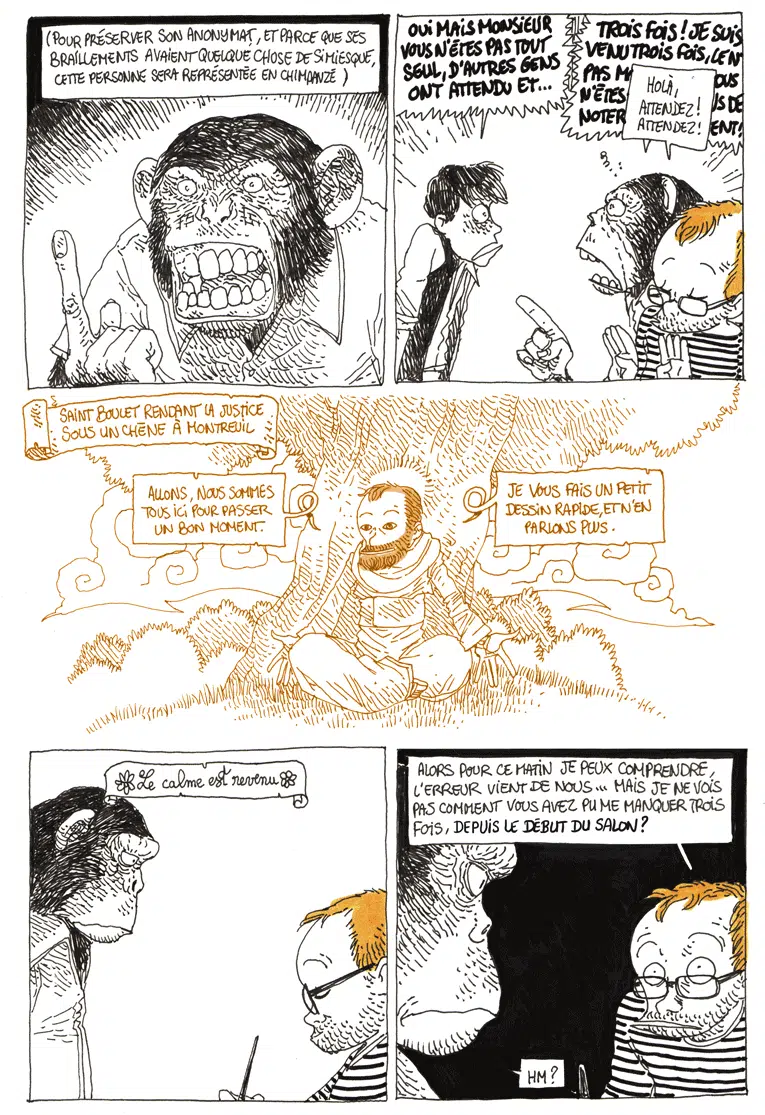 (POUR PRÉSERVER SON ANONYMAT, ET PARCE QUE SES
BRAILLEMENTS AVAIENT QUELQUE CHOSE DE SIMIESQUE,
CETTE PERSONNE SERA REPRÉSENTÉE EN CHIMPANZÉ)
OUI MAIS MONSIEUR
VOUS N'ÊTES PAS TOUT
SEUL, D'AUTRES GENS
ONT ATTENDU ET...
TROIS FOIS! JE SUIS
VENU TROIS FOIS, CE N'
PAS
N'ÊTES
DE
NOTER
HOLÀ,
ATTENDEZ!
ATTENDEZ!
SAINT BOULET RENDANT LA JUSTICE
SOUS UN CHÊNE À MONTREUIL
ALLONS, NOUS SOMMES
TOUS ICI POUR PASSER
UN BON MOMENT.
JE VOUS FAIS UN PETIT
DESSIN RAPIDE, ET N'EN
PARLONS PLUS.
Le calme est revenu
ALORS POUR CE MATIN JE PEUX COMPRENDRE,
L'ERREUR VIENT DE NOUS... MAIS JE NE VOIS
PAS COMMENT VOUS AVEZ PU ME MANQUER TROIS
FOIS, DEPUIS LE DÉBUT DU SALON?
HM?